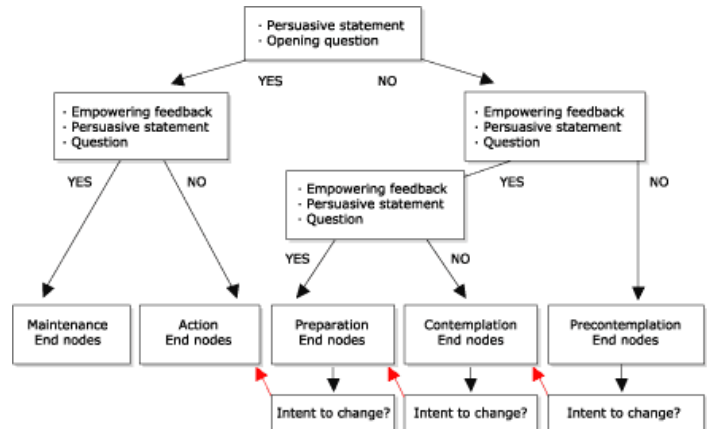 · Persuasive statement
· Opening question
YES
NO
· Empowering feedback
· Persuasive statement
· Question
· Empowering feedback
· Persuasive statement
· Question
YES
NO
· Empowering feedback
· Persuasive statement
· Question
YES
NO
YES
NO
Maintenance
End nodes
Action
End nodes
Preparation
End nodes
Contemplation
End nodes
Precontemplation
End nodes
Intent to change?
Intent to change?
Intent to change?